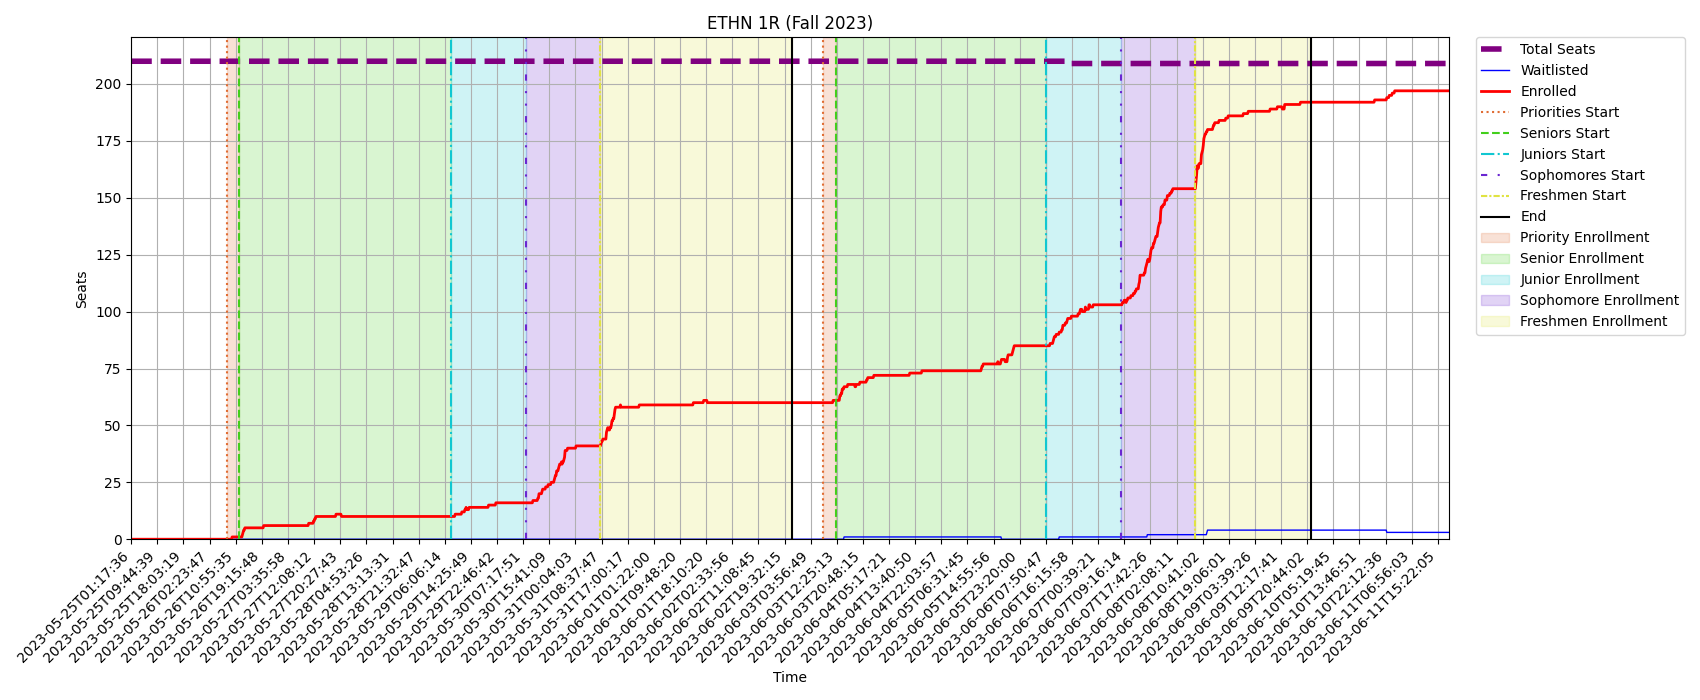 ETHN 1R (Fall 2023)
Seats
200
175
150
125
100
75
50
25
0
2023-05-25T01:17:36
2023-05-25T09:44:39
2023-05-25T18:03:19
2023-05-26T02:23:47
2023-05-26T10:55:35
2023-05-26T19:15:48
2023-05-27T03:35:58
2023-05-27T12:08:12
2023-05-27T20:27:43
2023-05-28T04:53:26
2023-05-28T13:13:31
2023-05-28T21:32:47
2023-05-29T06:06:14
2023-05-29T14:25:49
2023-05-29T22:46:42
2023-05-30T07:17:51
2023-05-30T15:41:09
2023-05-31T00:04:03
2023-05-31T08:37:47
2023-05-31T17:00:17
2023-06-01T01:22:00
2023-06-01T09:48:20
2023-06-01T18:10:20
2023-06-02T02:33:56
2023-06-02T11:08:45
2023-06-02T19:32:15
2023-06-03T03:56:49
2023-06-03T12:25:13
2023-06-03T20:48:15
2023-06-04T05:17:21
2023-06-04T13:40:50
2023-06-04T22:03:57
2023-06-05T06:31:45
2023-06-05T14:55:56
2023-06-05T23:20:00
2023-06-06T07:50:47
2023-06-06T16:15:58
2023-06-07T00:39:21
2023-06-07T09:16:14
2023-06-07T17:42:26
2023-06-08T02:08:11
2023-06-08T10:41:02
2023-06-08T19:06:01
2023-06-09T03:39:26
2023-06-09T12:17:41
2023-06-09T20:44:02
2023-06-10T05:19:45
2023-06-10T13:46:51
2023-06-10T22:12:36
2023-06-11T06:56:03
2023-06-11T15:22:05
Time
Total Seats
Waitlisted
Enrolled
Priorities Start
Seniors Start
Juniors Start
Sophomores Start
Freshmen Start
End
Priority Enrollment
Senior Enrollment
Junior Enrollment
Sophomore Enrollment
Freshmen Enrollment